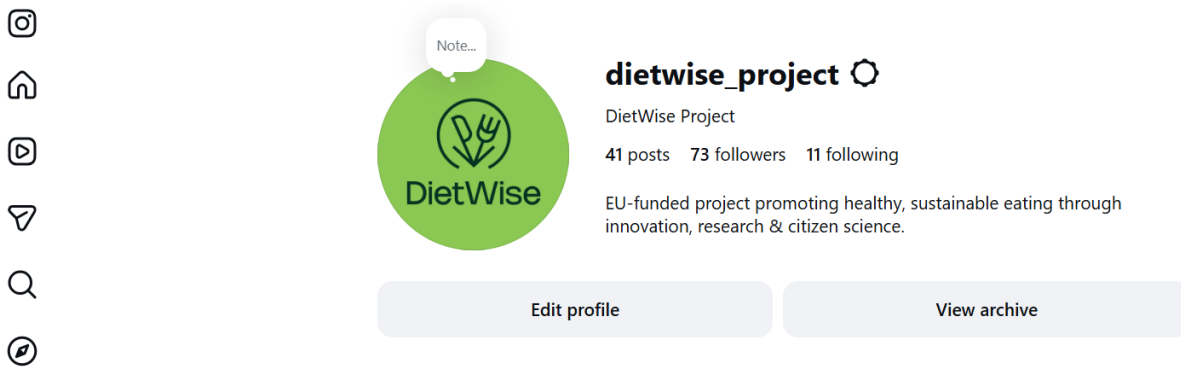 Note...
DietWise
dietwise_project
DietWise Project
41 posts 73 followers 11 following
EU-funded project promoting healthy, sustainable eating through
innovation, research & citizen science.
Edit profile
View archive